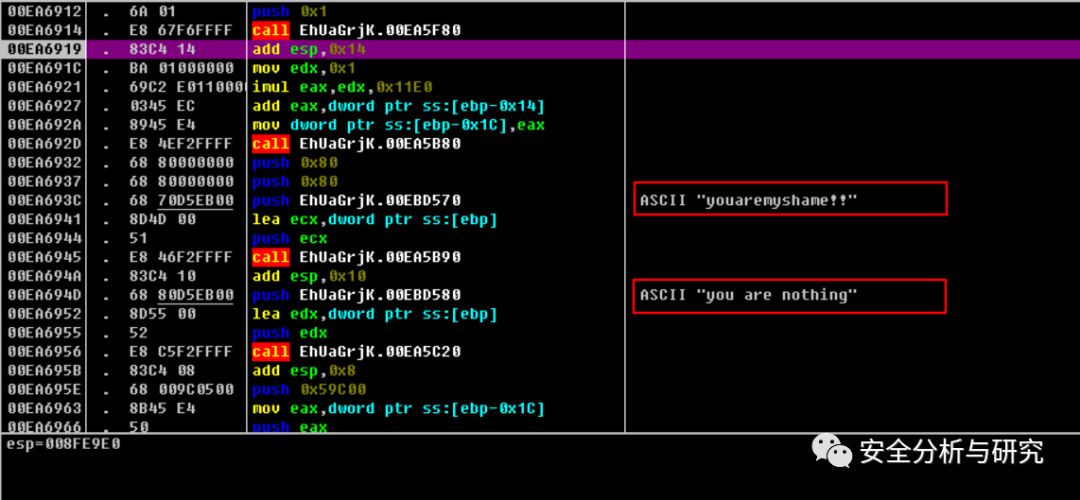 00EA6912 . 6A 01 push 0x1
00EA6914 . E8 67F6FFFF call EhUaGrjK.00EA5F80
00EA6919 . 83C4 14 add esp,0x14
00EA691C . BA 01000000 mov edx,0x1
00EA6921 . 69C2 E0110000 imul eax,edx,0x11E0
00EA6927 . 0345 EC add eax,dword ptr ss:[ebp-0x14]
00EA692A . 8945 E4 mov dword ptr ss:[ebp-0x1C],eax
00EA692D . E8 4EF2FFFF call EhUaGrjK.00EA5B80
00EA6932 . 68 80000000 push 0x80
00EA6937 . 68 80000000 push 0x80
00EA693C . 68 70D5EB00 push EhUaGrjK.00EBD570 ASCII "youaremyshame!!"
00EA6941 . 8D4D 00 lea ecx,dword ptr ss:[ebp]
00EA6944 . 51 push ecx
00EA6945 . E8 46F2FFFF call EhUaGrjK.00EA5B90
00EA694A . 83C4 10 add esp,0x10
00EA694D . 68 80D5EB00 push EhUaGrjK.00EBD580 ASCII "you are nothing"
00EA6952 . 8D55 00 lea edx,dword ptr ss:[ebp]
00EA6955 . 52 push edx
00EA6956 . E8 C5F2FFFF call EhUaGrjK.00EA5C20
00EA695B . 83C4 08 add esp,0x8
00EA695E . 68 009C0500 push 0x59C00
00EA6963 . 8B45 E4 mov eax,dword ptr ss:[ebp-0x1C]
00EA6966 . 50 push eax
esp=008FE9E0
安全分析与研究